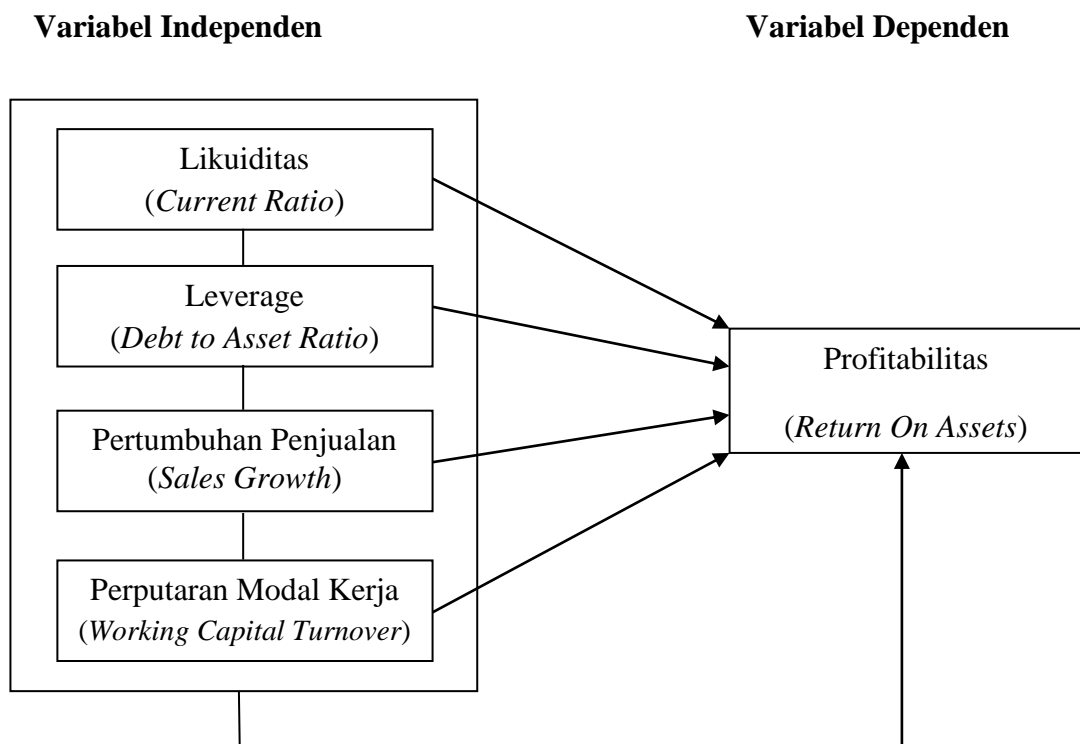 Variabel Independen
Variabel Dependen
Likuiditas
(Current Ratio)
Leverage
(Debt to Asset Ratio)
Pertumbuhan Penjualan
(Sales Growth)
Perputaran Modal Kerja
(Working Capital Turnover)
Profitabilitas
(Return On Assets)